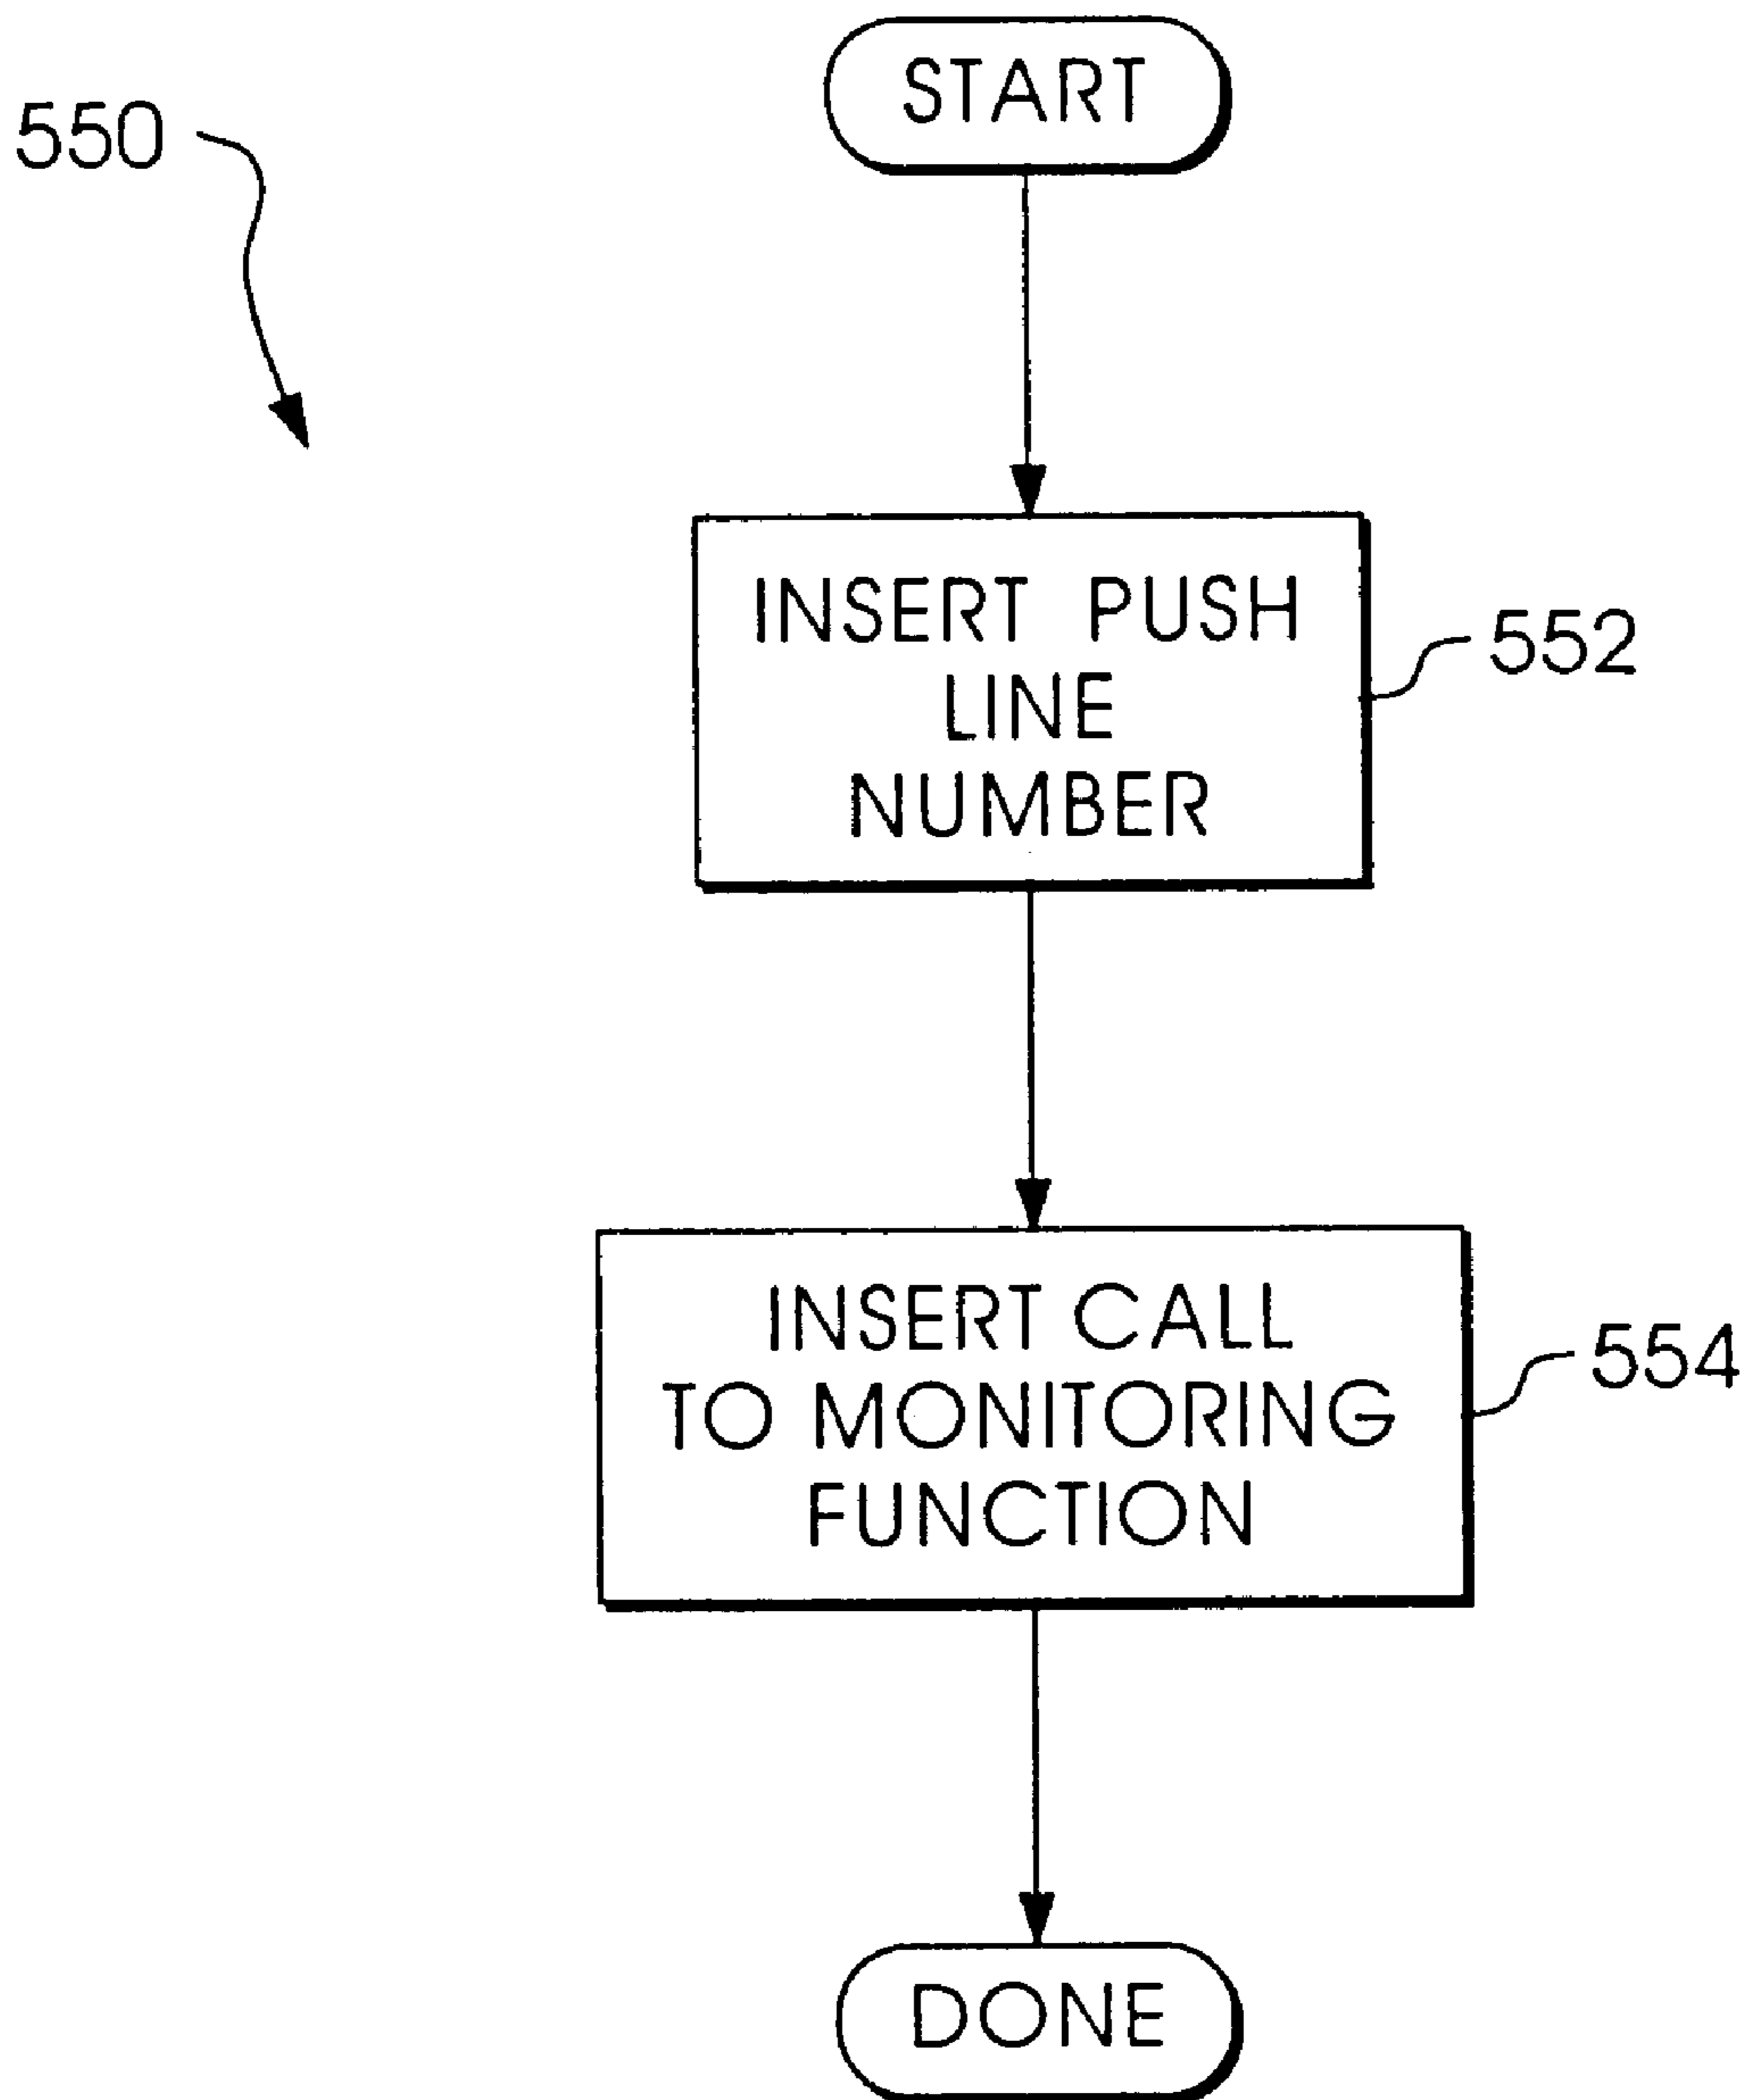 START
550
INSERT PUSH
LINE
NUMBER
552
INSERT CALL
TO MONITORING
FUNCTION
554
DONE